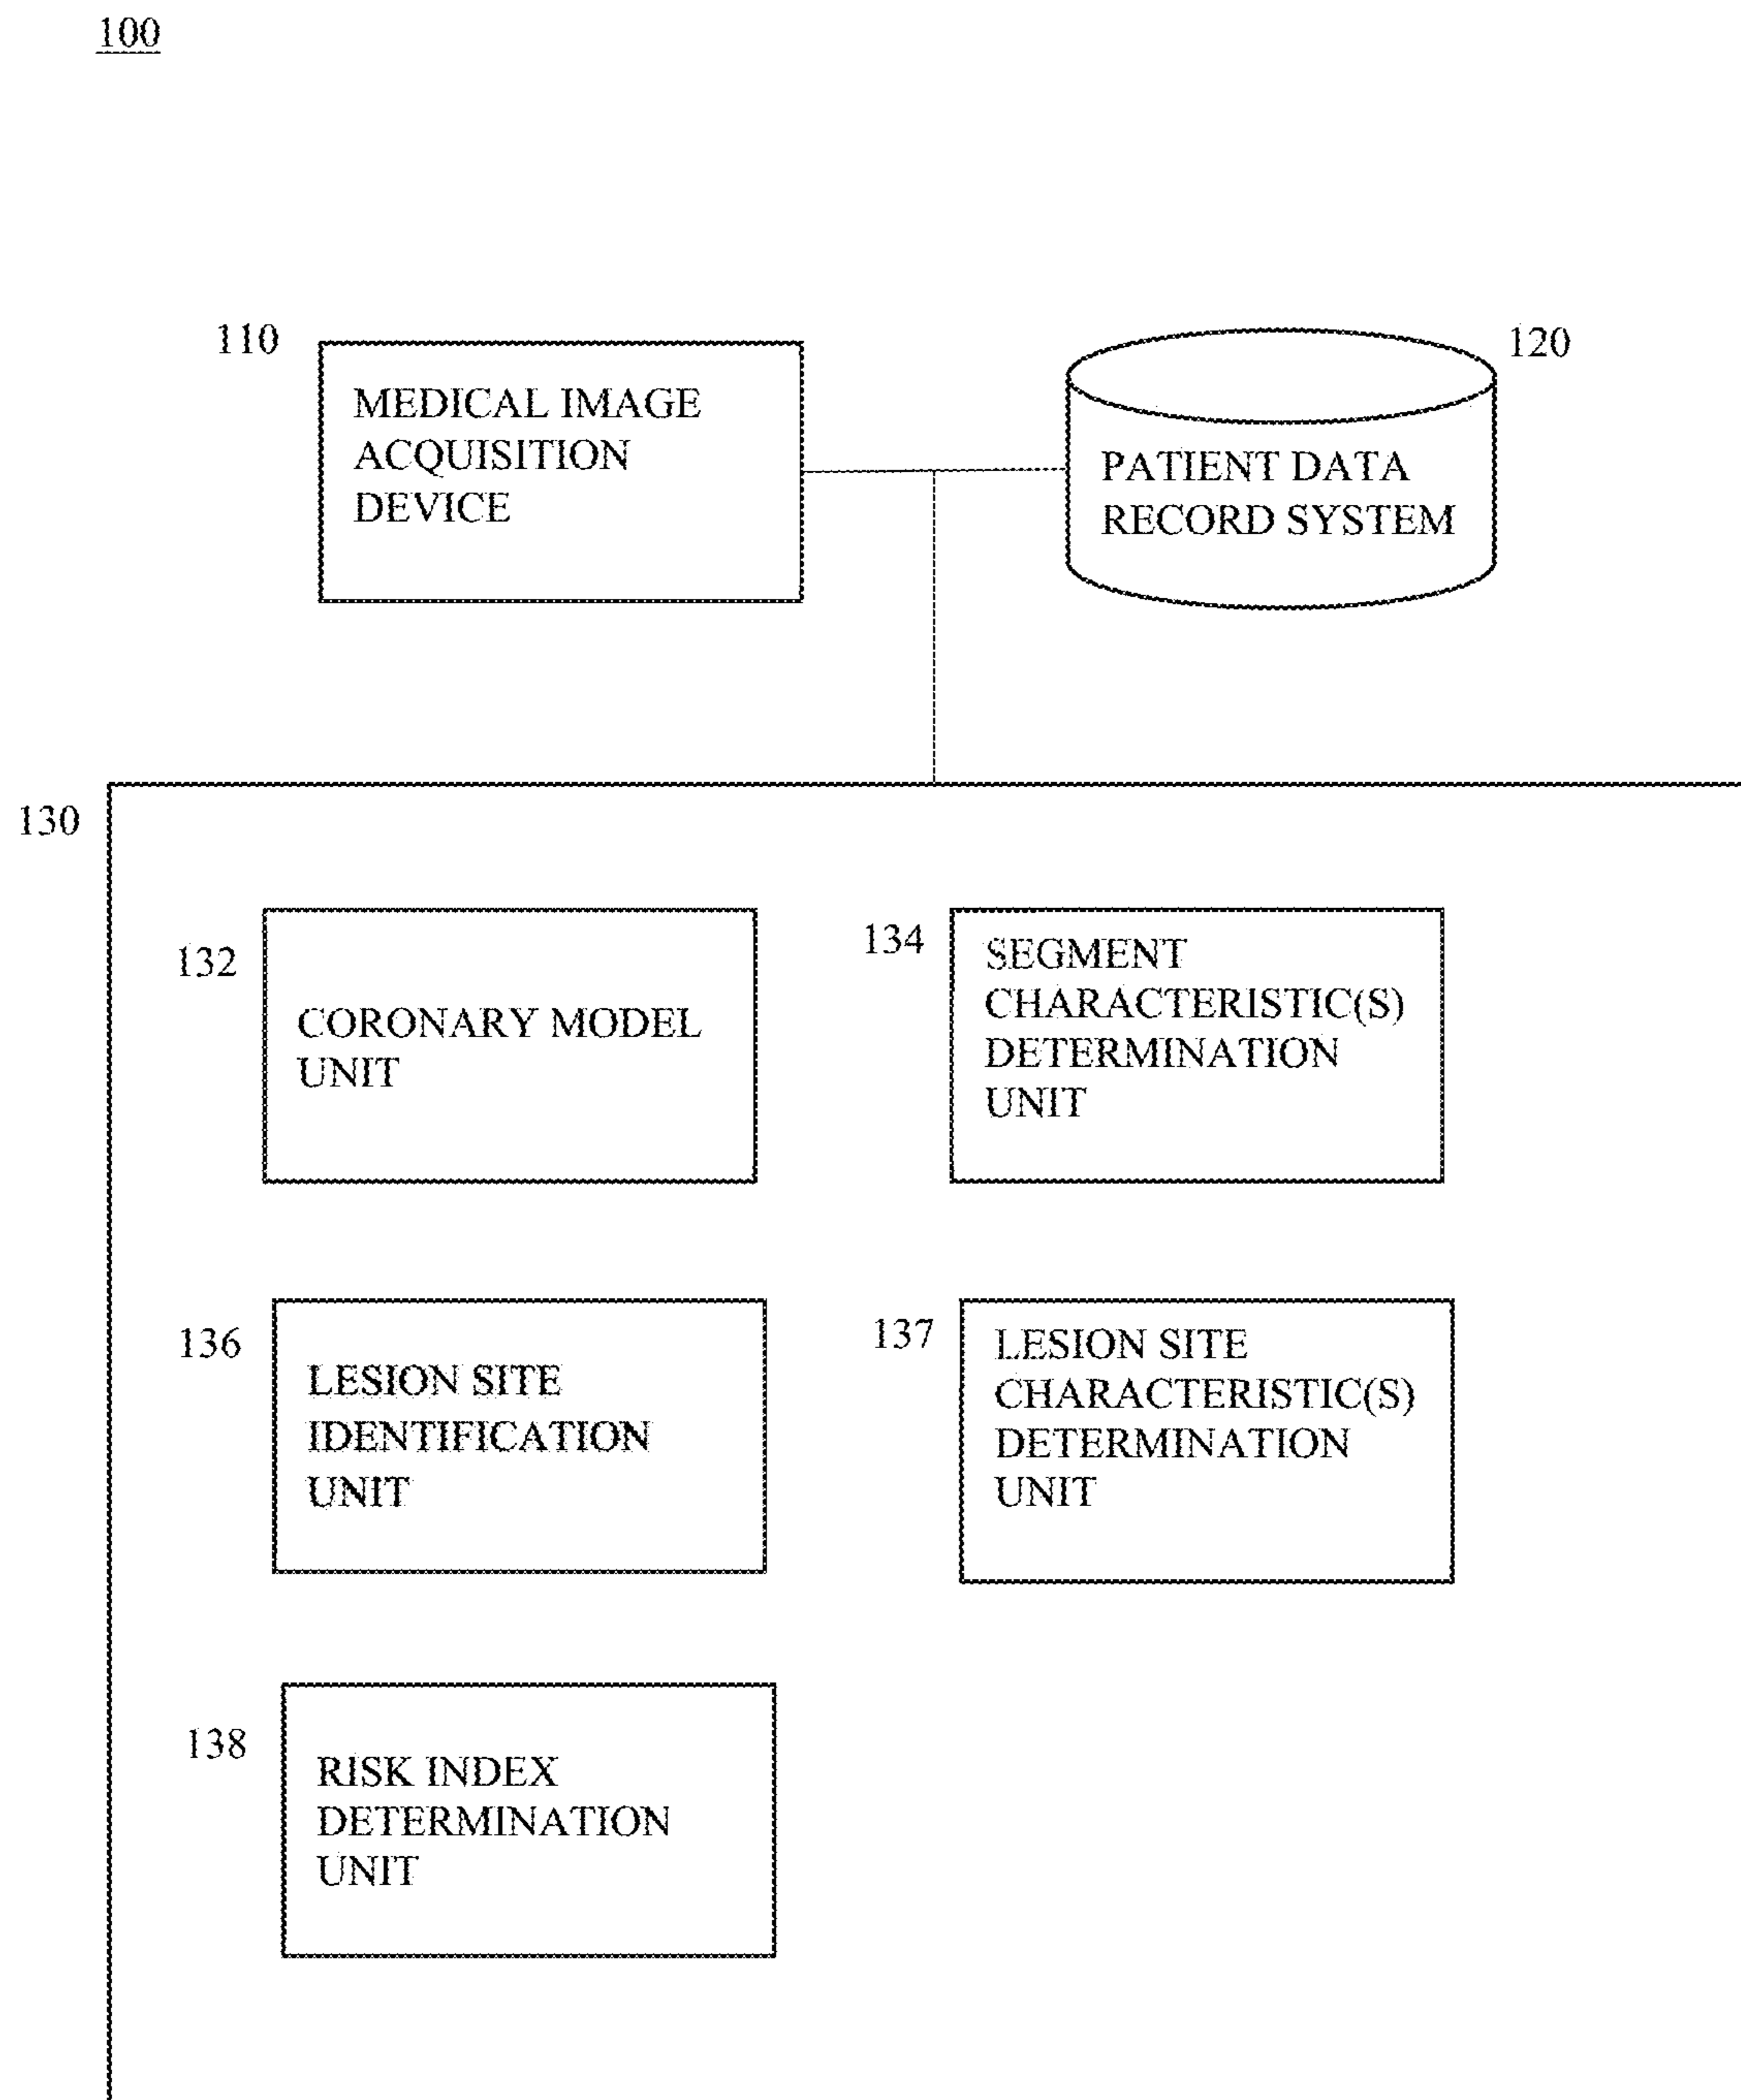 100
110
MEDICAL IMAGE
ACQUISITION
DEVICE
120
PATIENT DATA
RECORD SYSTEM
130
132
CORONARY MODEL
UNIT
134
SEGMENT
CHARACTERISTIC(S)
DETERMINATION
UNIT
136
LESION SITE
IDENTIFICATION
UNIT
137
LESION SITE
CHARACTERISTIC(S)
DETERMINATION
UNIT
138
RISK INDEX
DETERMINATION
UNIT